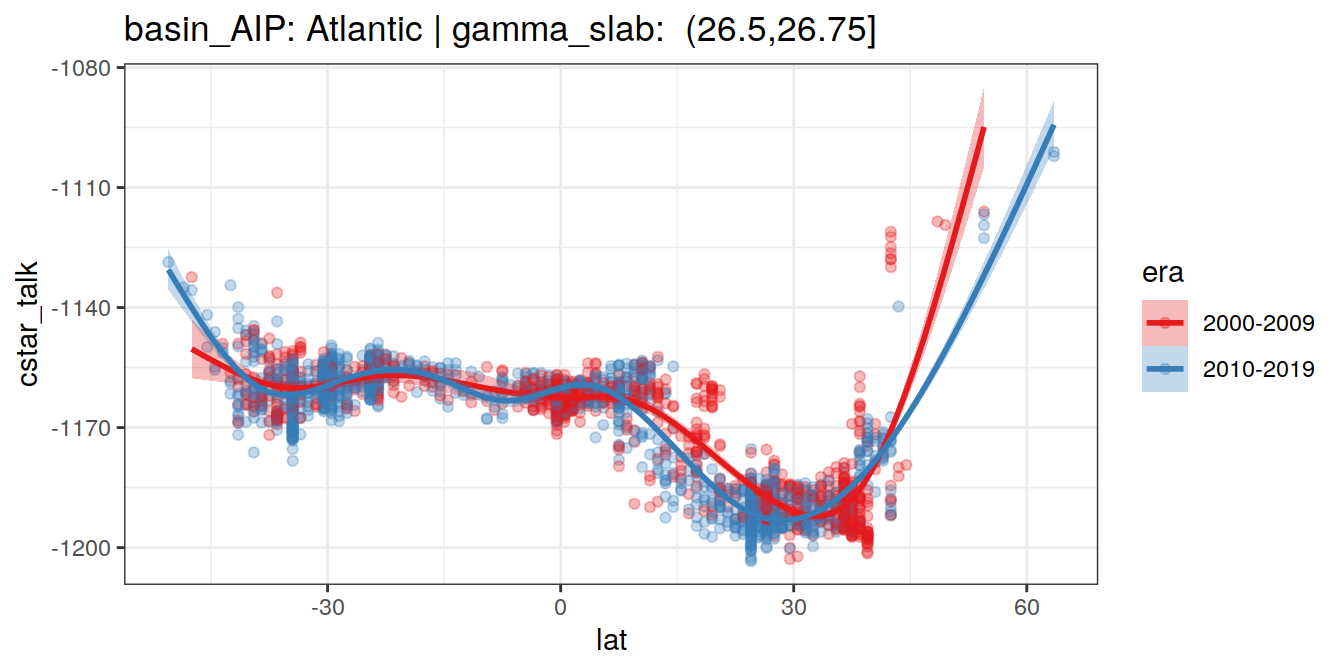 basin_AIP: Atlantic | gamma_slab:  (26.5,26.75]
cstar_talk
-1080
-1110
-1140
-1170
-1200
-30
0
30
60
lat
era
2000-2009
2010-2019